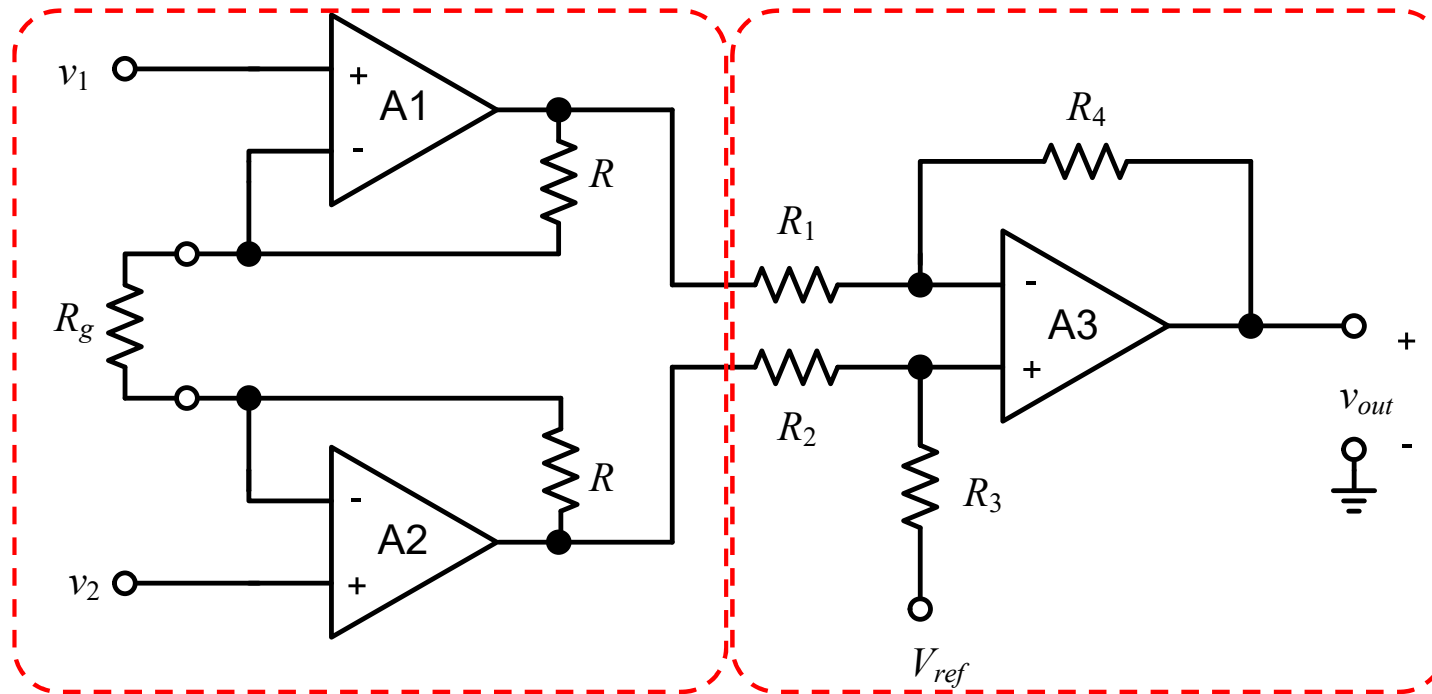 v1
+
A1
-
R
Rg
R
-
A2
+
v2
R4
R1
-
A3
+
R2
R3
Vref
+
vout
-